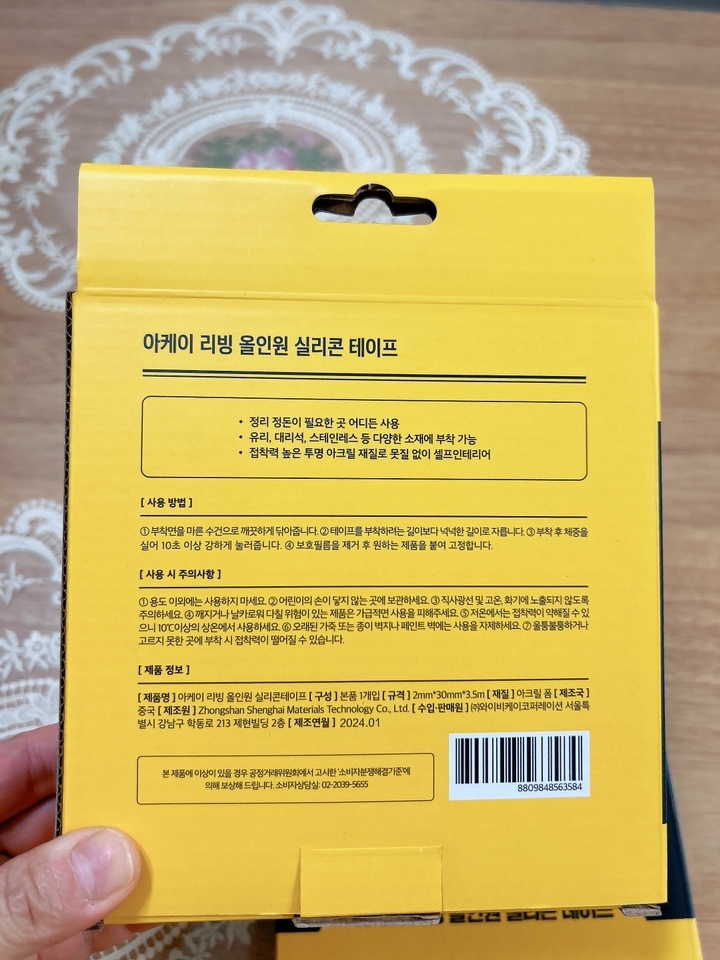 아케이 리빙 올인원 실리콘 테이프
• 정리 정돈이 필요한 곳 어디든 사용
• 유리, 대리석, 스테인레스 등 다양한 소재에 부착 가능
• 접착력 높은 투명 아크릴 재질로 못질 없이 셀프인테리어
[ 사용 방법 ]
① 부착면을 마른 수건으로 깨끗하게 닦아줍니다. ② 테이프를 부착하려는 길이보다 넉넉한 길이로 자릅니다. ③ 부착 후 체중을
실어 10초 이상 강하게 눌러줍니다. ④ 보호필름을 제거 후 원하는 제품을 붙여 고정합니다.
[ 사용 시 주의사항 ]
① 용도 이외에는 사용하지 마세요. ② 어린이의 손이 닿지 않는 곳에 보관하세요. ③ 직사광선 및 고온, 화기에 노출되지 않도록
주의하세요. ④ 깨지거나 날카로워 다칠 위험이 있는 제품은 가급적면 사용을 피해주세요. ⑤ 저온에서는 접착력이 약해질 수 있
으니 10℃이상의 상온에서 사용하세요. ⑥ 오래된 가죽 또는 종이 벽지나 페인트 벽에는 사용을 자제하세요. ⑦ 울퉁불퉁하거나
고르지 못한 곳에 부착 시 접착력이 떨어질 수 있습니다.
[ 제품 정보 ]
[ 제품명 ] 아케이 리빙 올인원 실리콘테이프 [ 구성 ] 본품 1개입 [ 규격 ] 2mm*30mm*3.5m [ 재질 ] 아크릴 폼 [ 제조국 ]
중국 [ 제조원 ] Zhongshan Shenghai Materials Technology Co., Ltd. [ 수입·판매원 ] ㈜와이비케이코퍼레이션 서울특
별시 강남구 학동로 213 제현빌딩 2층 [ 제조연월 ] 2024.01
본 제품에 이상이 있을 경우 공정거래위원회에서 고시한 '소비자분쟁해결기준'에
의해 보상해 드립니다. 소비자상담실: 02-2039-5655
8809848563584
올인원 실리콘 테이프